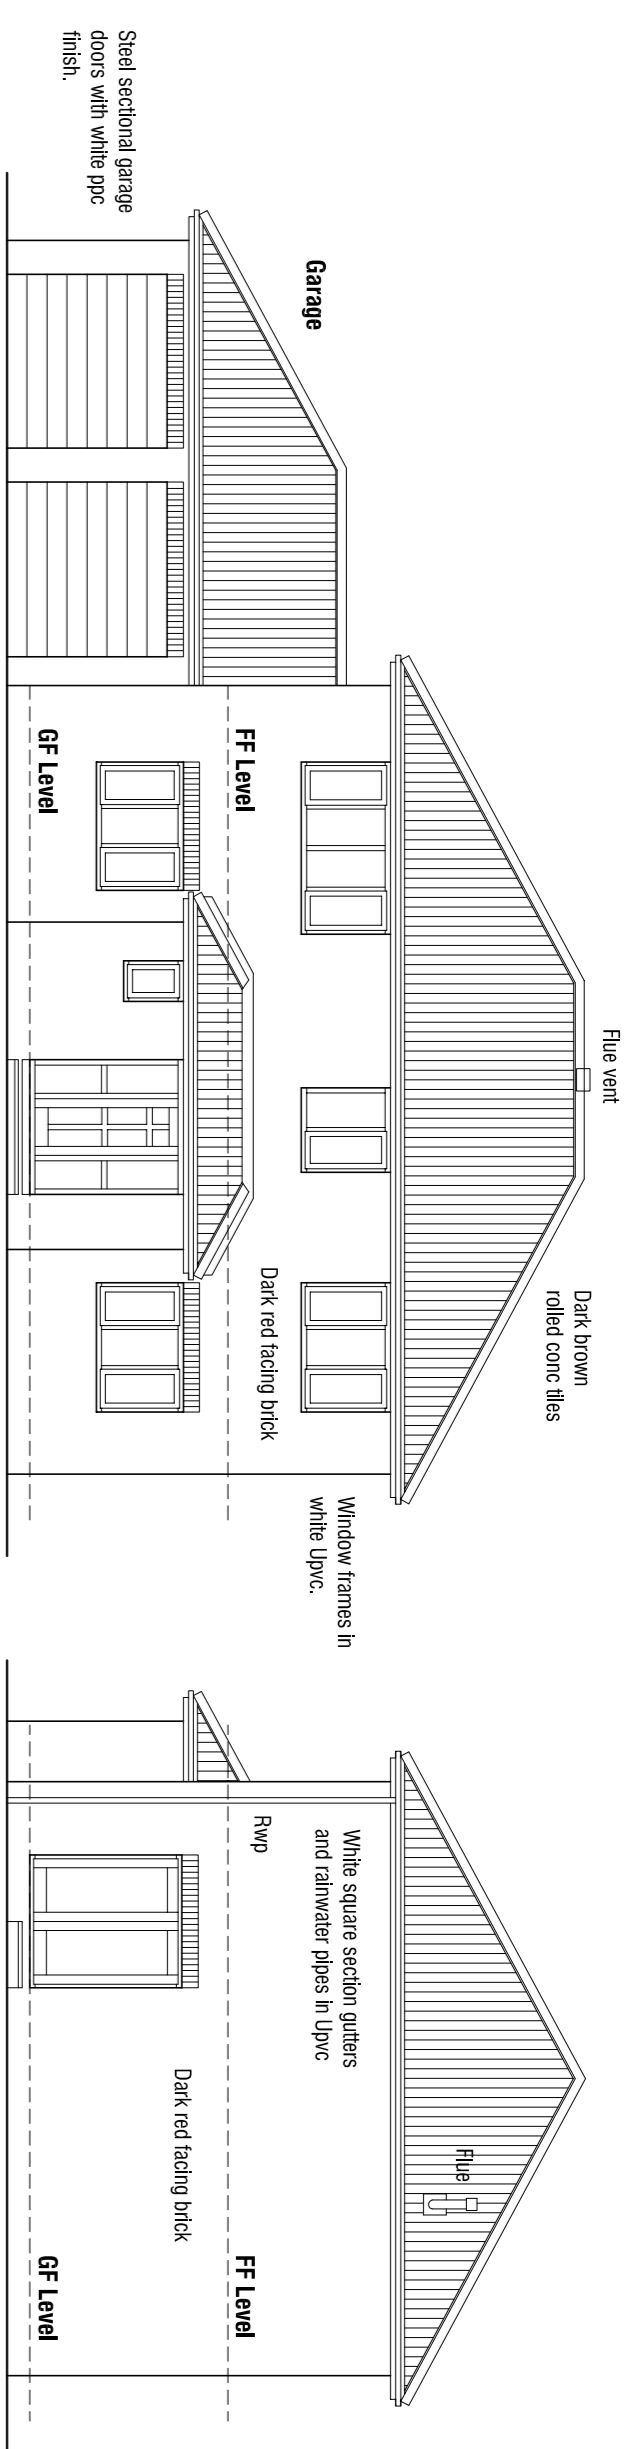 Steel sectional garage
doors with white ppc
finish.
Garage
GF Level
FF Level
Flue vent
Dark brown
rolled conc tiles
Dark red facing brick
Window frames in
white Upvc.
Rwp
White square section gutters
and rainwater pipes in Upvc
Dark red facing brick
Flue
FF Level
GF Level